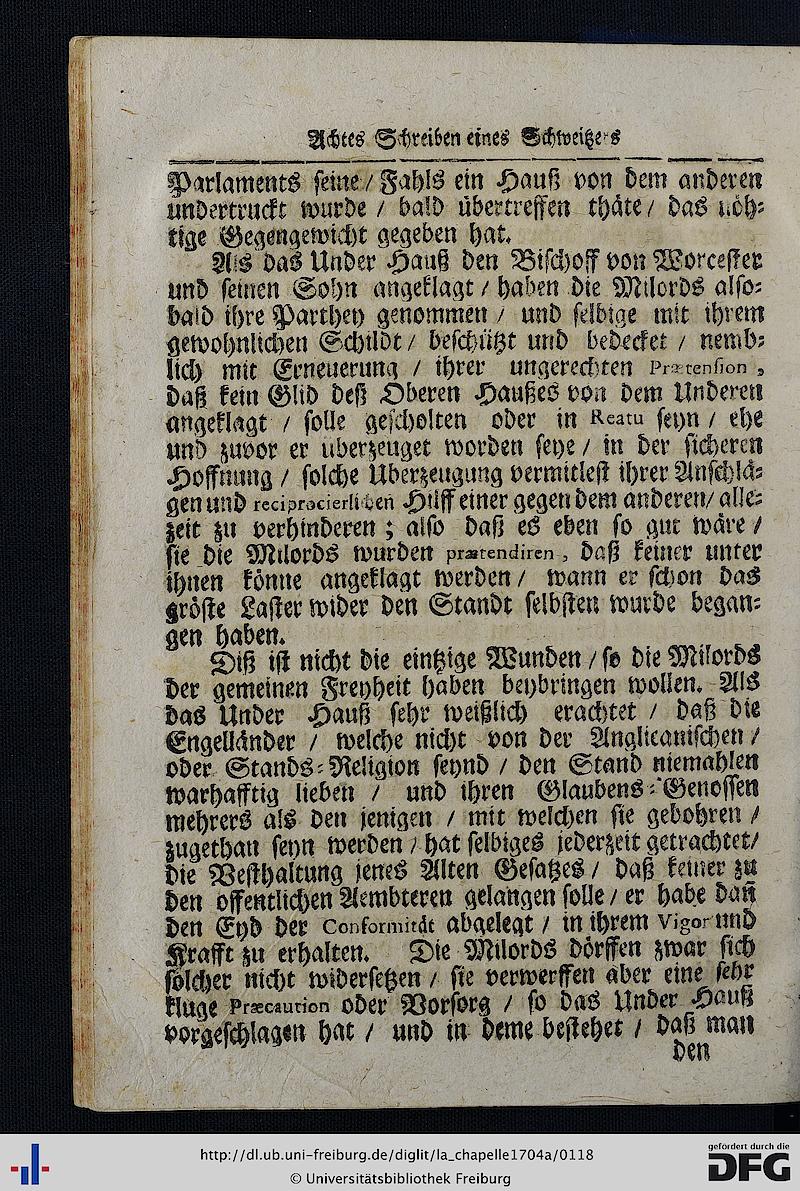 Achtes Schreiben eines Schweitzers
Parlaments seine / Fahls ein Hauß von dem anderen
undertruckt wurde / bald übertreffen thäte / das nöh-
tige Gegengewicht gegeben hat.
Als das Under Hauß den Bischoff von Worcester
und seinen Sohn angeklagt / haben die Milords also-
bald ihre Parthey genommen / und selbige mit ihrem
gewohnlichen Schildt / beschützt und bedecket / nemb-
lich mit Erneuerung / ihrer ungerechten Prætension,
daß kein Glid deß Oberen Haußes von dem Underen
angeklagt / solle gescholten oder in Reatu seyn / ehe
und zuvor er uberzeuget worden seye / in der sicheren
Hoffnung / solche Uberzeugung vermitlest ihrer Anschlä-
gen und reciprocierlichen Hülff einer gegen dem anderen / alle-
zeit zu verhinderen ; also daß es eben so gut wäre /
sie die Milords wurden prætendiren, daß keiner unter
ihnen könne angeklagt werden / wann er schon das
gröste Laster wider den Standt selbsten wurde began-
gen haben.
Diß ist nicht die eintzige Wunden / so die Milords
der gemeinen Freyheit haben beybringen wollen. Als
das Under Hauß sehr weißlich erachtet / daß die
Engelländer / welche nicht von der Anglicanischen /
oder Stands-Religion seynd / den Stand niemahlen
warhafftig lieben / und ihren Glaubens-Genossen
mehrers als den jenigen / mit welchen sie gebohren /
zugethan seyn werden / hat selbiges jederzeit getrachtet /
die Vesthaltung jenes Alten Gesatzes / daß keiner zu
den offentlichen Aembteren gelangen solle / er habe dañ
den Eyd der Conformität abgelegt / in ihrem Vigor und
Krafft zu erhalten. Die Milords dörffen zwar sich
solcher nicht widersetzen / sie verwerffen aber eine sehr
kluge Præcaution oder Vorsorg / so das Under Hauß
vorgeschlagen hat / und in deme bestehet / daß man
den
http://dl.ub.uni-freiburg.de/diglit/la_chapelle1704a/0118
© Universitätsbibliothek Freiburg
gefördert durch die
DFG